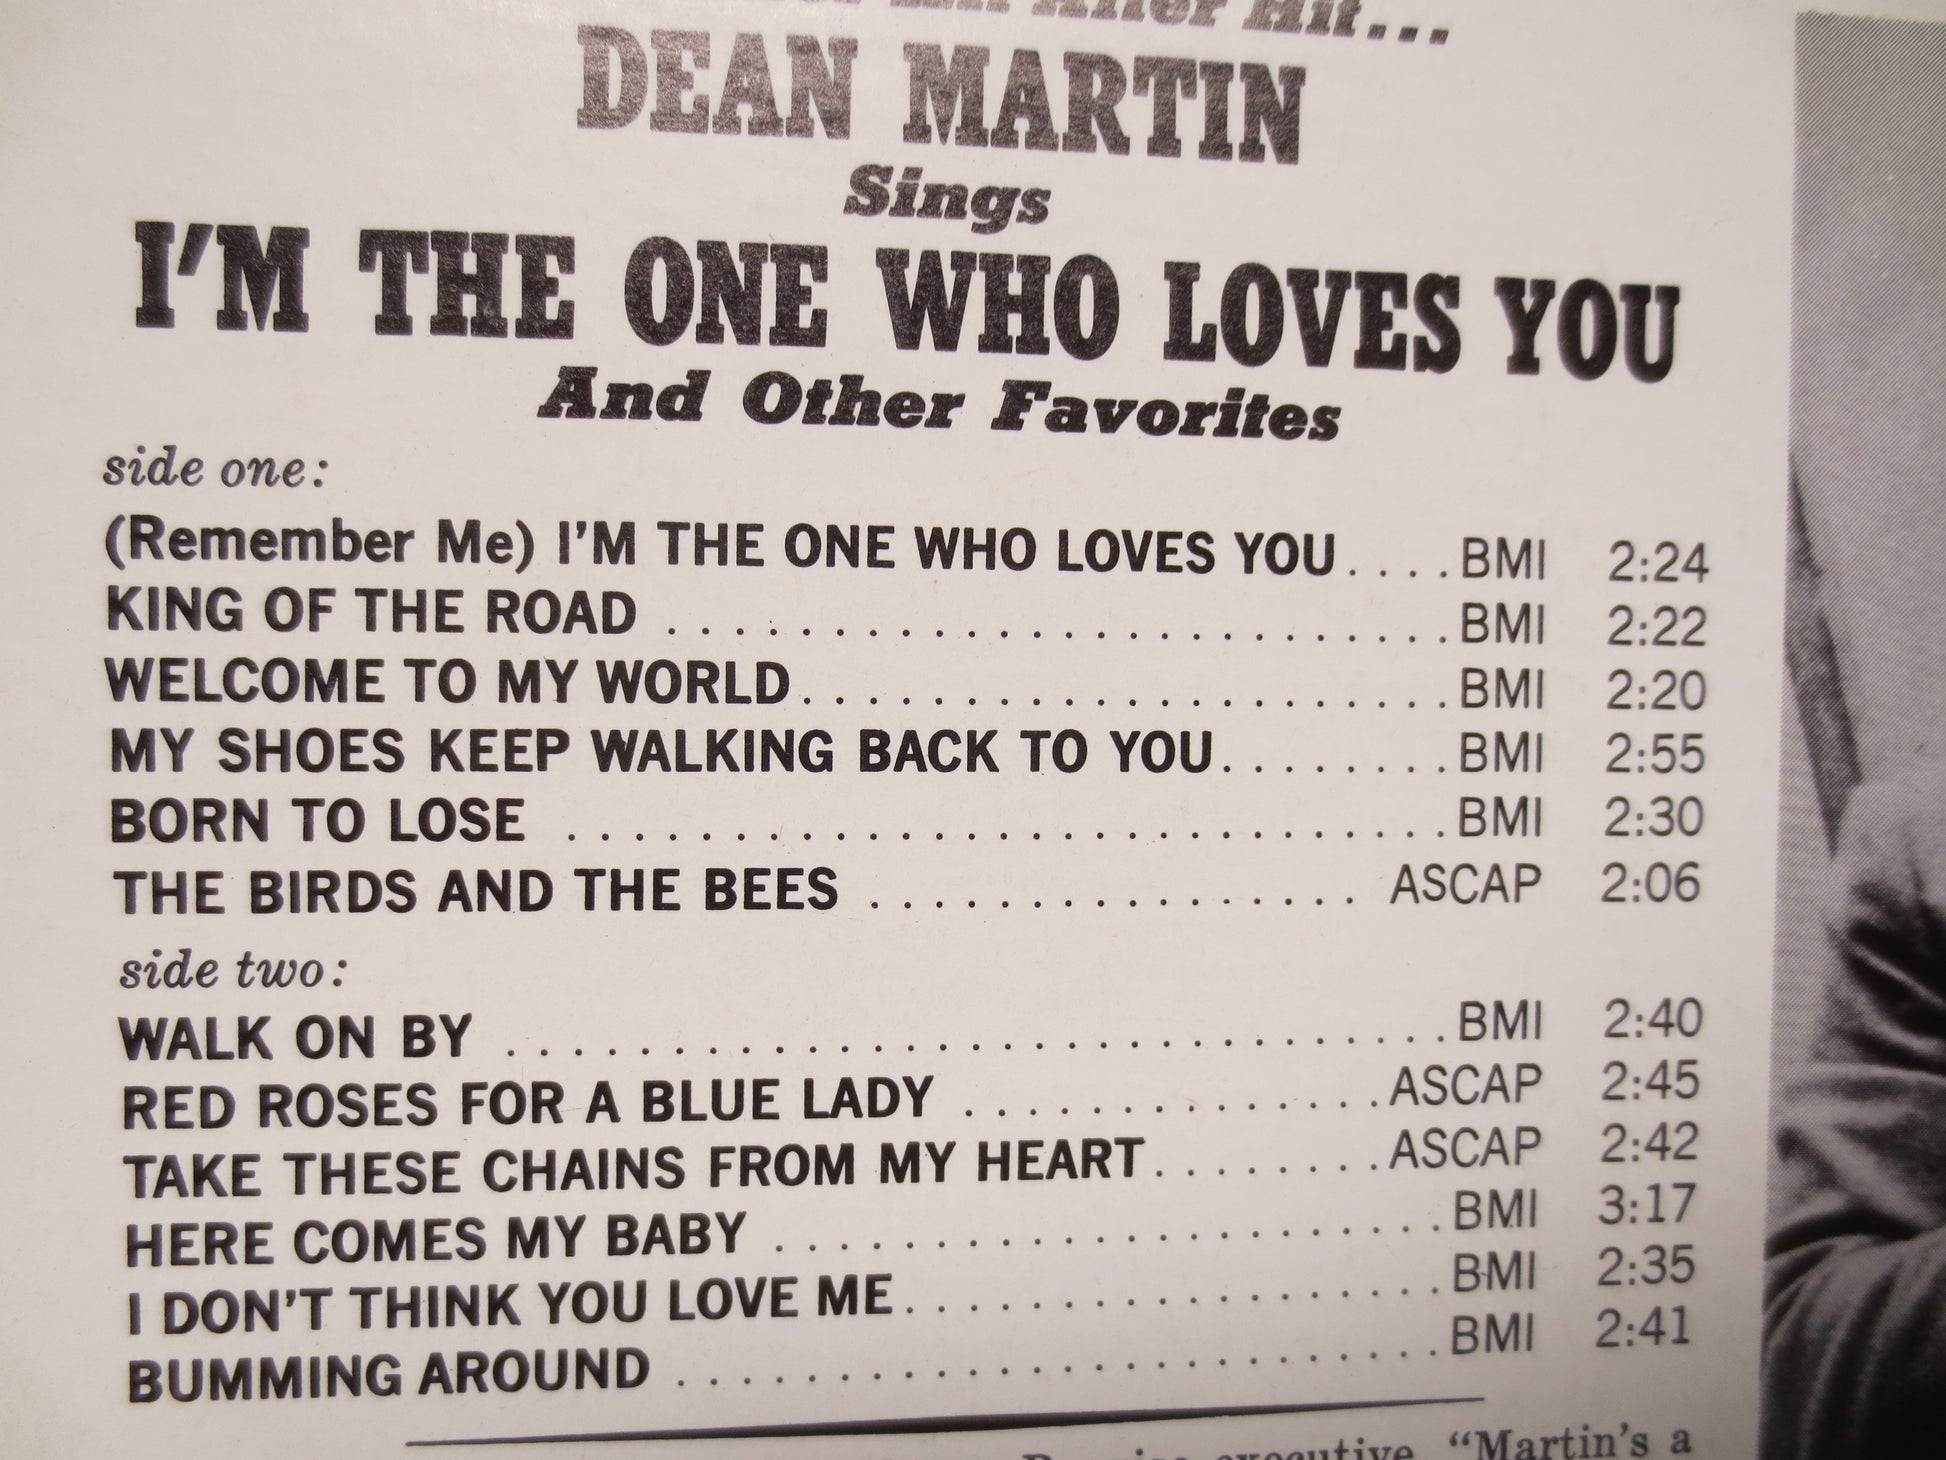 After Hit...
DEAN MARTIN
Sings
I'M THE ONE WHO LOVES YOU
And Other Favorites
side one:
(Remember Me) I'M THE ONE WHO LOVES YOU....BMI 2:24
KING OF THE ROAD ........................BMI 2:22
WELCOME TO MY WORLD....................BMI 2:20
MY SHOES KEEP WALKING BACK TO YOU........BMI 2:55
BORN TO LOSE ...........................BMI 2:30
THE BIRDS AND THE BEES ............... ASCAP 2:06
side two:
WALK ON BY .............................BMI 2:40
RED ROSES FOR A BLUE LADY .............ASCAP 2:45
TAKE THESE CHAINS FROM MY HEART.......ASCAP 2:42
HERE COMES MY BABY .....................BMI 3:17
I DON'T THINK YOU LOVE ME.................BMI 2:35
BUMMING AROUND ........................BMI 2:41
executive, "Martin's a